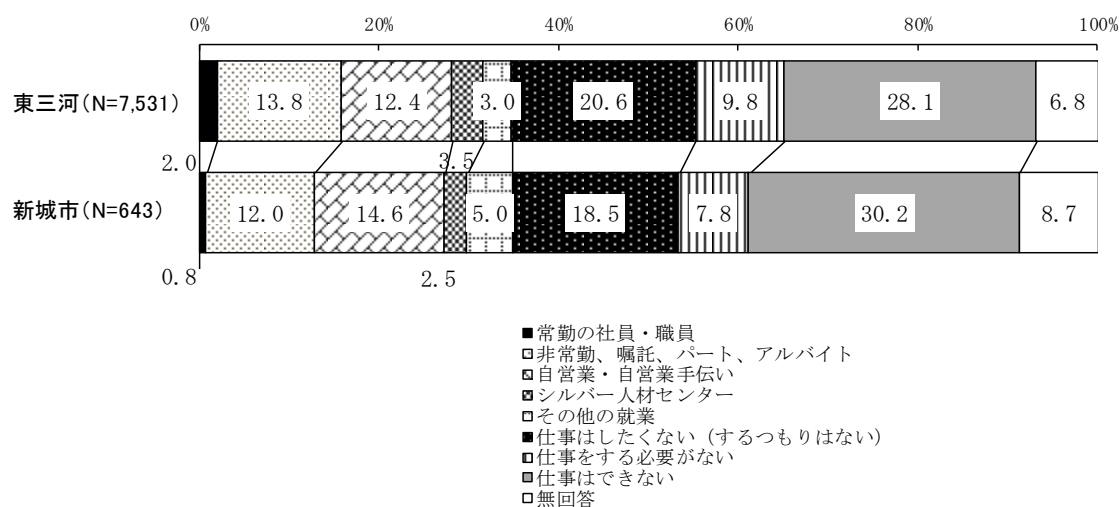 0% 20% 40% 60% 80% 100%
東三河（N=7,531） 13.8 12.4 3.0 20.6 9.8 28.1 6.8
2.0 3.5
新城市（N=643） 12.0 14.6 5.0 18.5 7.8 30.2 8.7
0.8 2.5
常勤の社員・職員
非常勤、嘱託、パート、アルバイト
自営業・自営業手伝い
シルバー人材センター
その他の就業
仕事はしたくない（するつもりはない）
仕事をする必要がない
仕事はできない
無回答